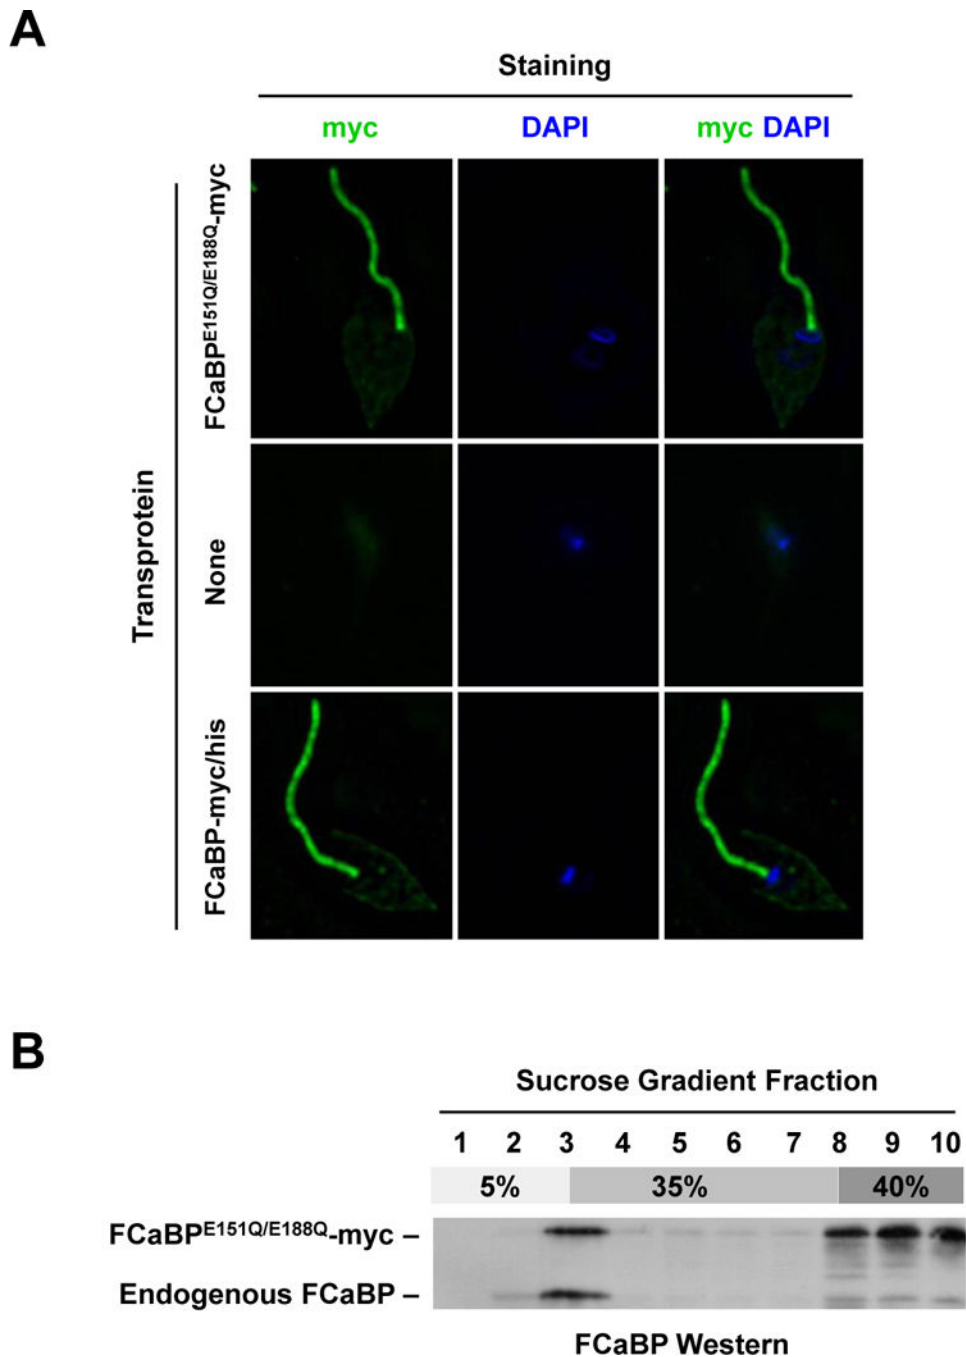 A
Staining
myc
DAPI
myc DAPI
Transprotein
FCaBPE151Q/E188Q-myc
None
FCaBP-myc/his
B
Sucrose Gradient Fraction
1 2 3 4 5 6 7 8 9 10
5% 35% 40%
FCaBPE151Q/E188Q-myc –
Endogenous FCaBP –
FCaBP Western